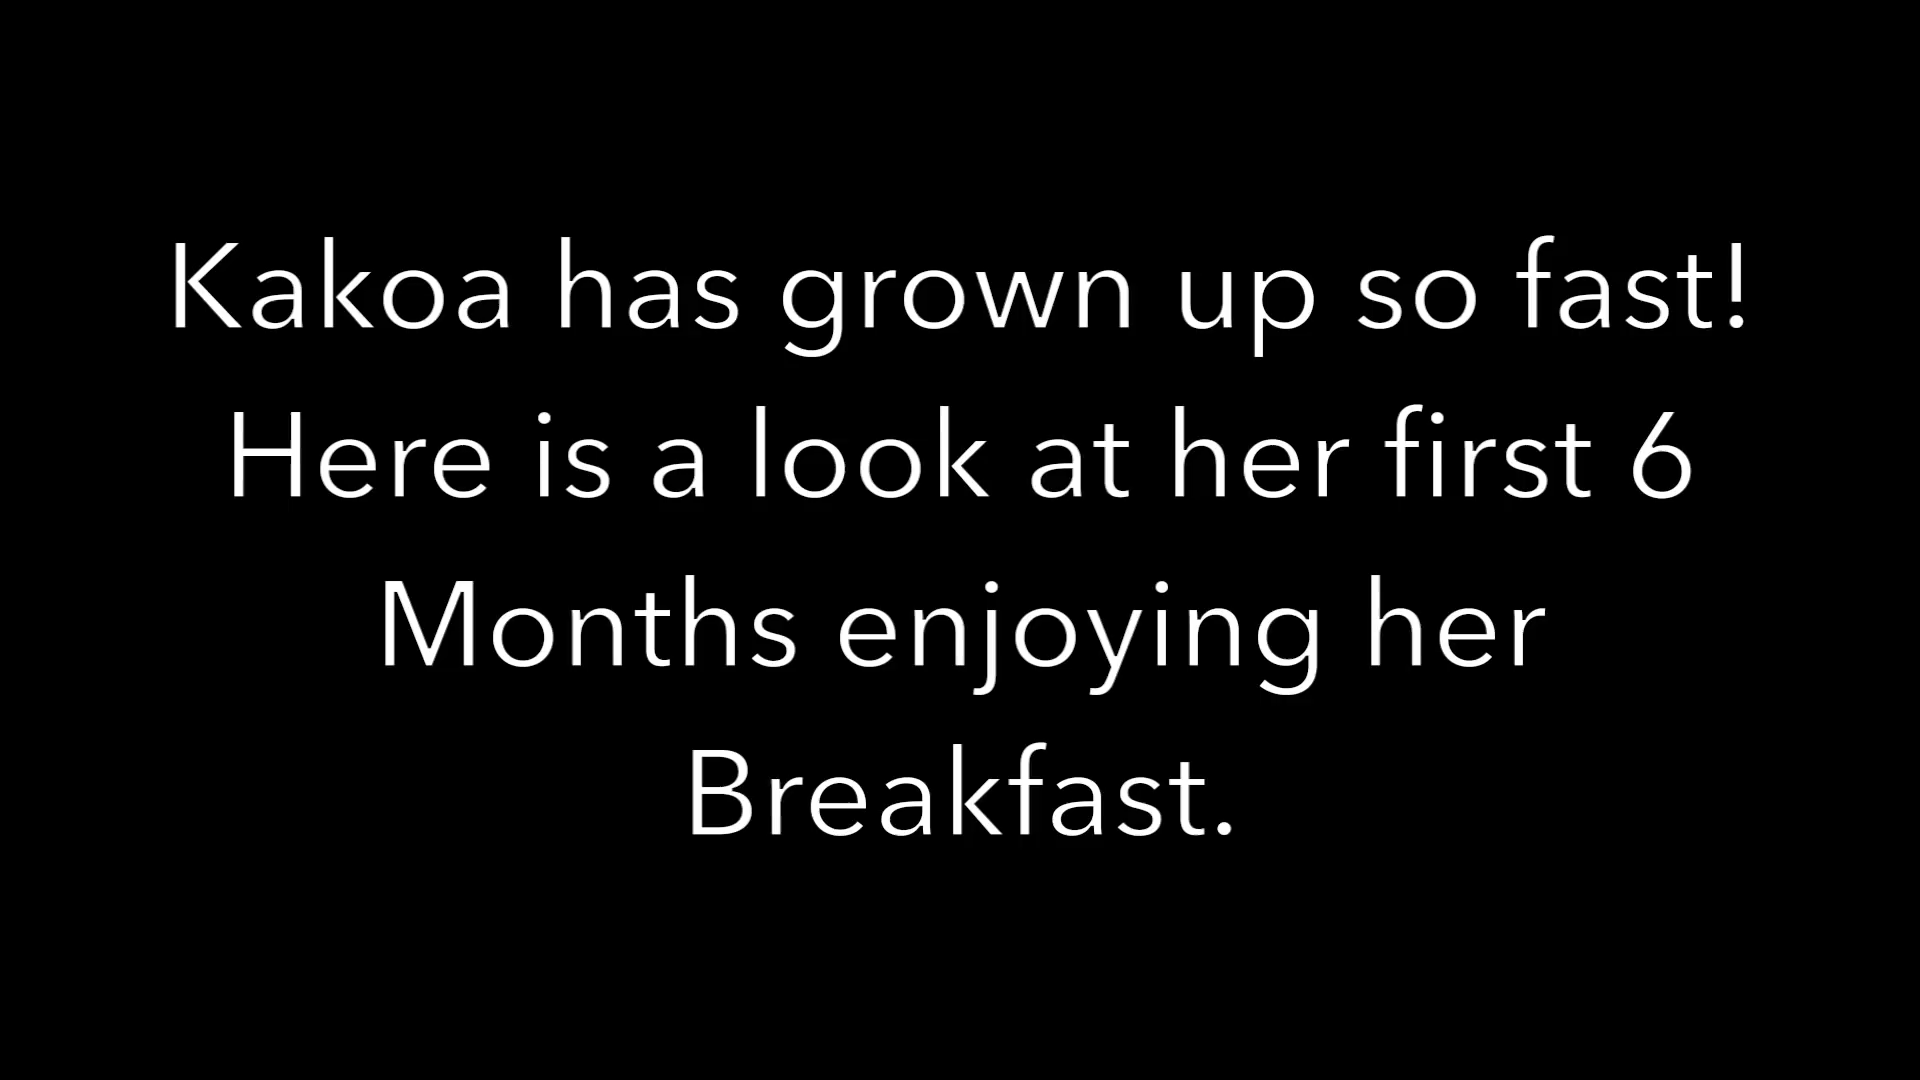 Kakoa has grown up so fast!
Here is a look at her first 6
Months enjoying her
Breakfast.